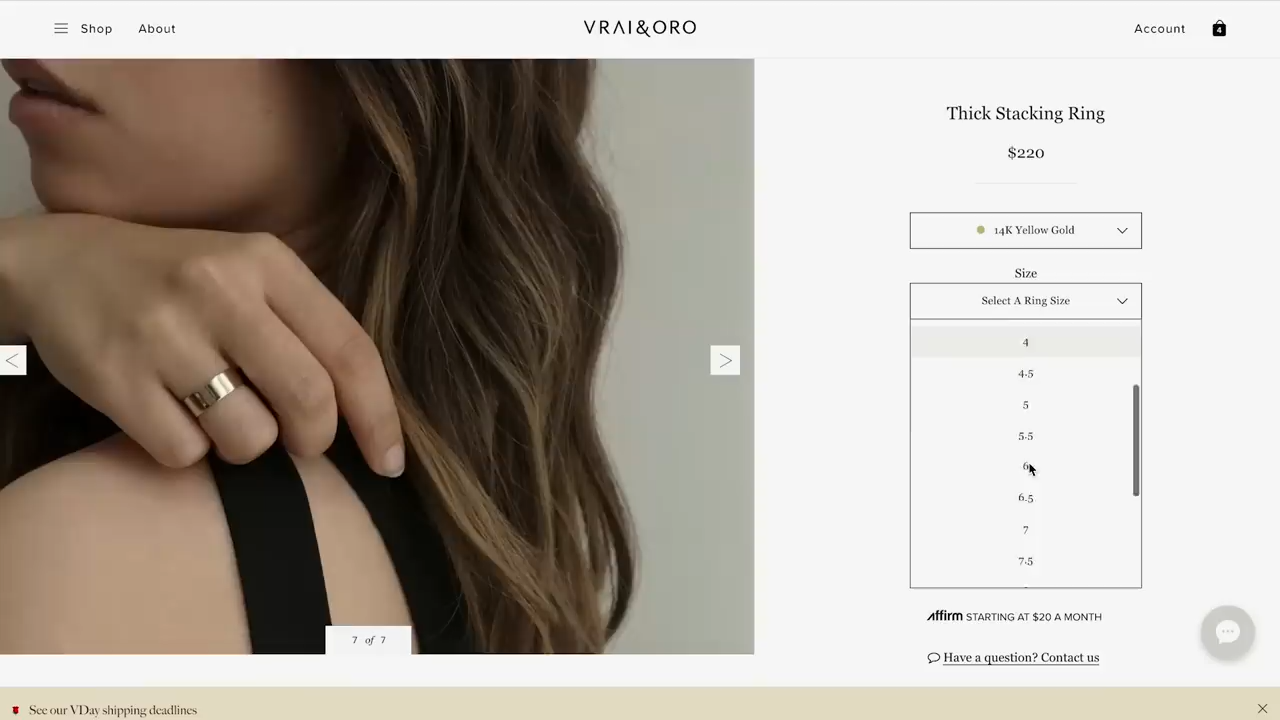 Shop
About
VRAI&ORO
Account
4
Thick Stacking Ring
$220
14K Yellow Gold
Size
Select A Ring Size
4
4.5
5
5.5
6
6.5
7
7.5
<
>
7 of 7
affirm STARTING AT $20 A MONTH
Have a question? Contact us
See our VDay shipping deadlines